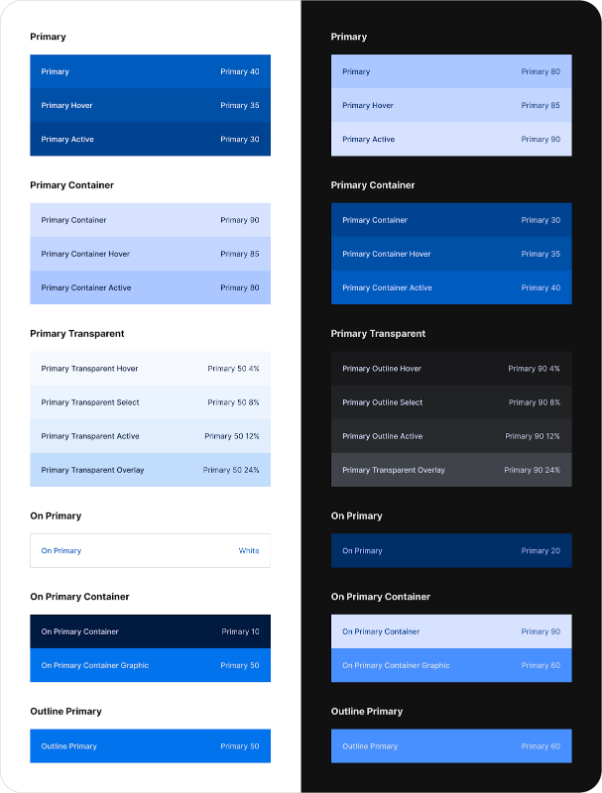 Primary
Primary Primary 40
Primary Hover Primary 35
Primary Active Primary 30
Primary Container
Primary Container Primary 90
Primary Container Hover Primary 85
Primary Container Active Primary 80
Primary Transparent
Primary Transparent Hover Primary 50 4%
Primary Transparent Select Primary 50 8%
Primary Transparent Active Primary 50 12%
Primary Transparent Overlay Primary 50 24%
On Primary
On Primary White
On Primary Container
On Primary Container Primary 10
On Primary Container Graphic Primary 50
Outline Primary
Outline Primary Primary 50
Primary
Primary Primary 80
Primary Hover Primary 85
Primary Active Primary 90
Primary Container
Primary Container Primary 30
Primary Container Hover Primary 35
Primary Container Active Primary 40
Primary Transparent
Primary Outline Hover Primary 90 4%
Primary Outline Select Primary 90 8%
Primary Outline Active Primary 90 12%
Primary Transparent Overlay Primary 90 24%
On Primary
On Primary Primary 20
On Primary Container
On Primary Container Primary 90
On Primary Container Graphic Primary 60
Outline Primary
Outline Primary Primary 60